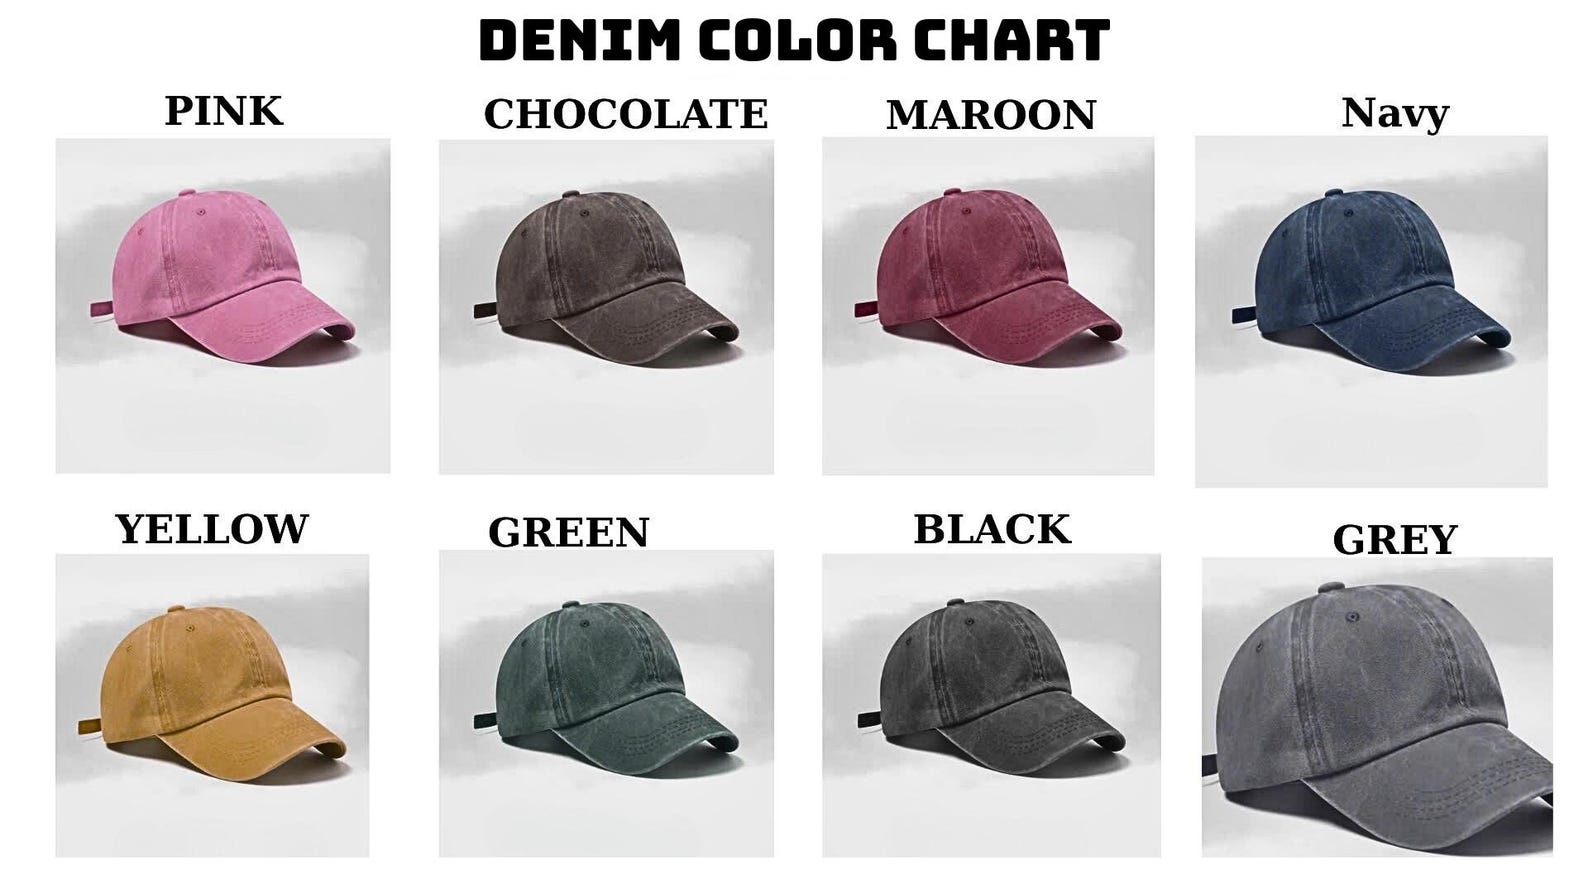 DENIM COLOR CHART
PINK
CHOCOLATE
MAROON
Navy
YELLOW
GREEN
BLACK
GREY